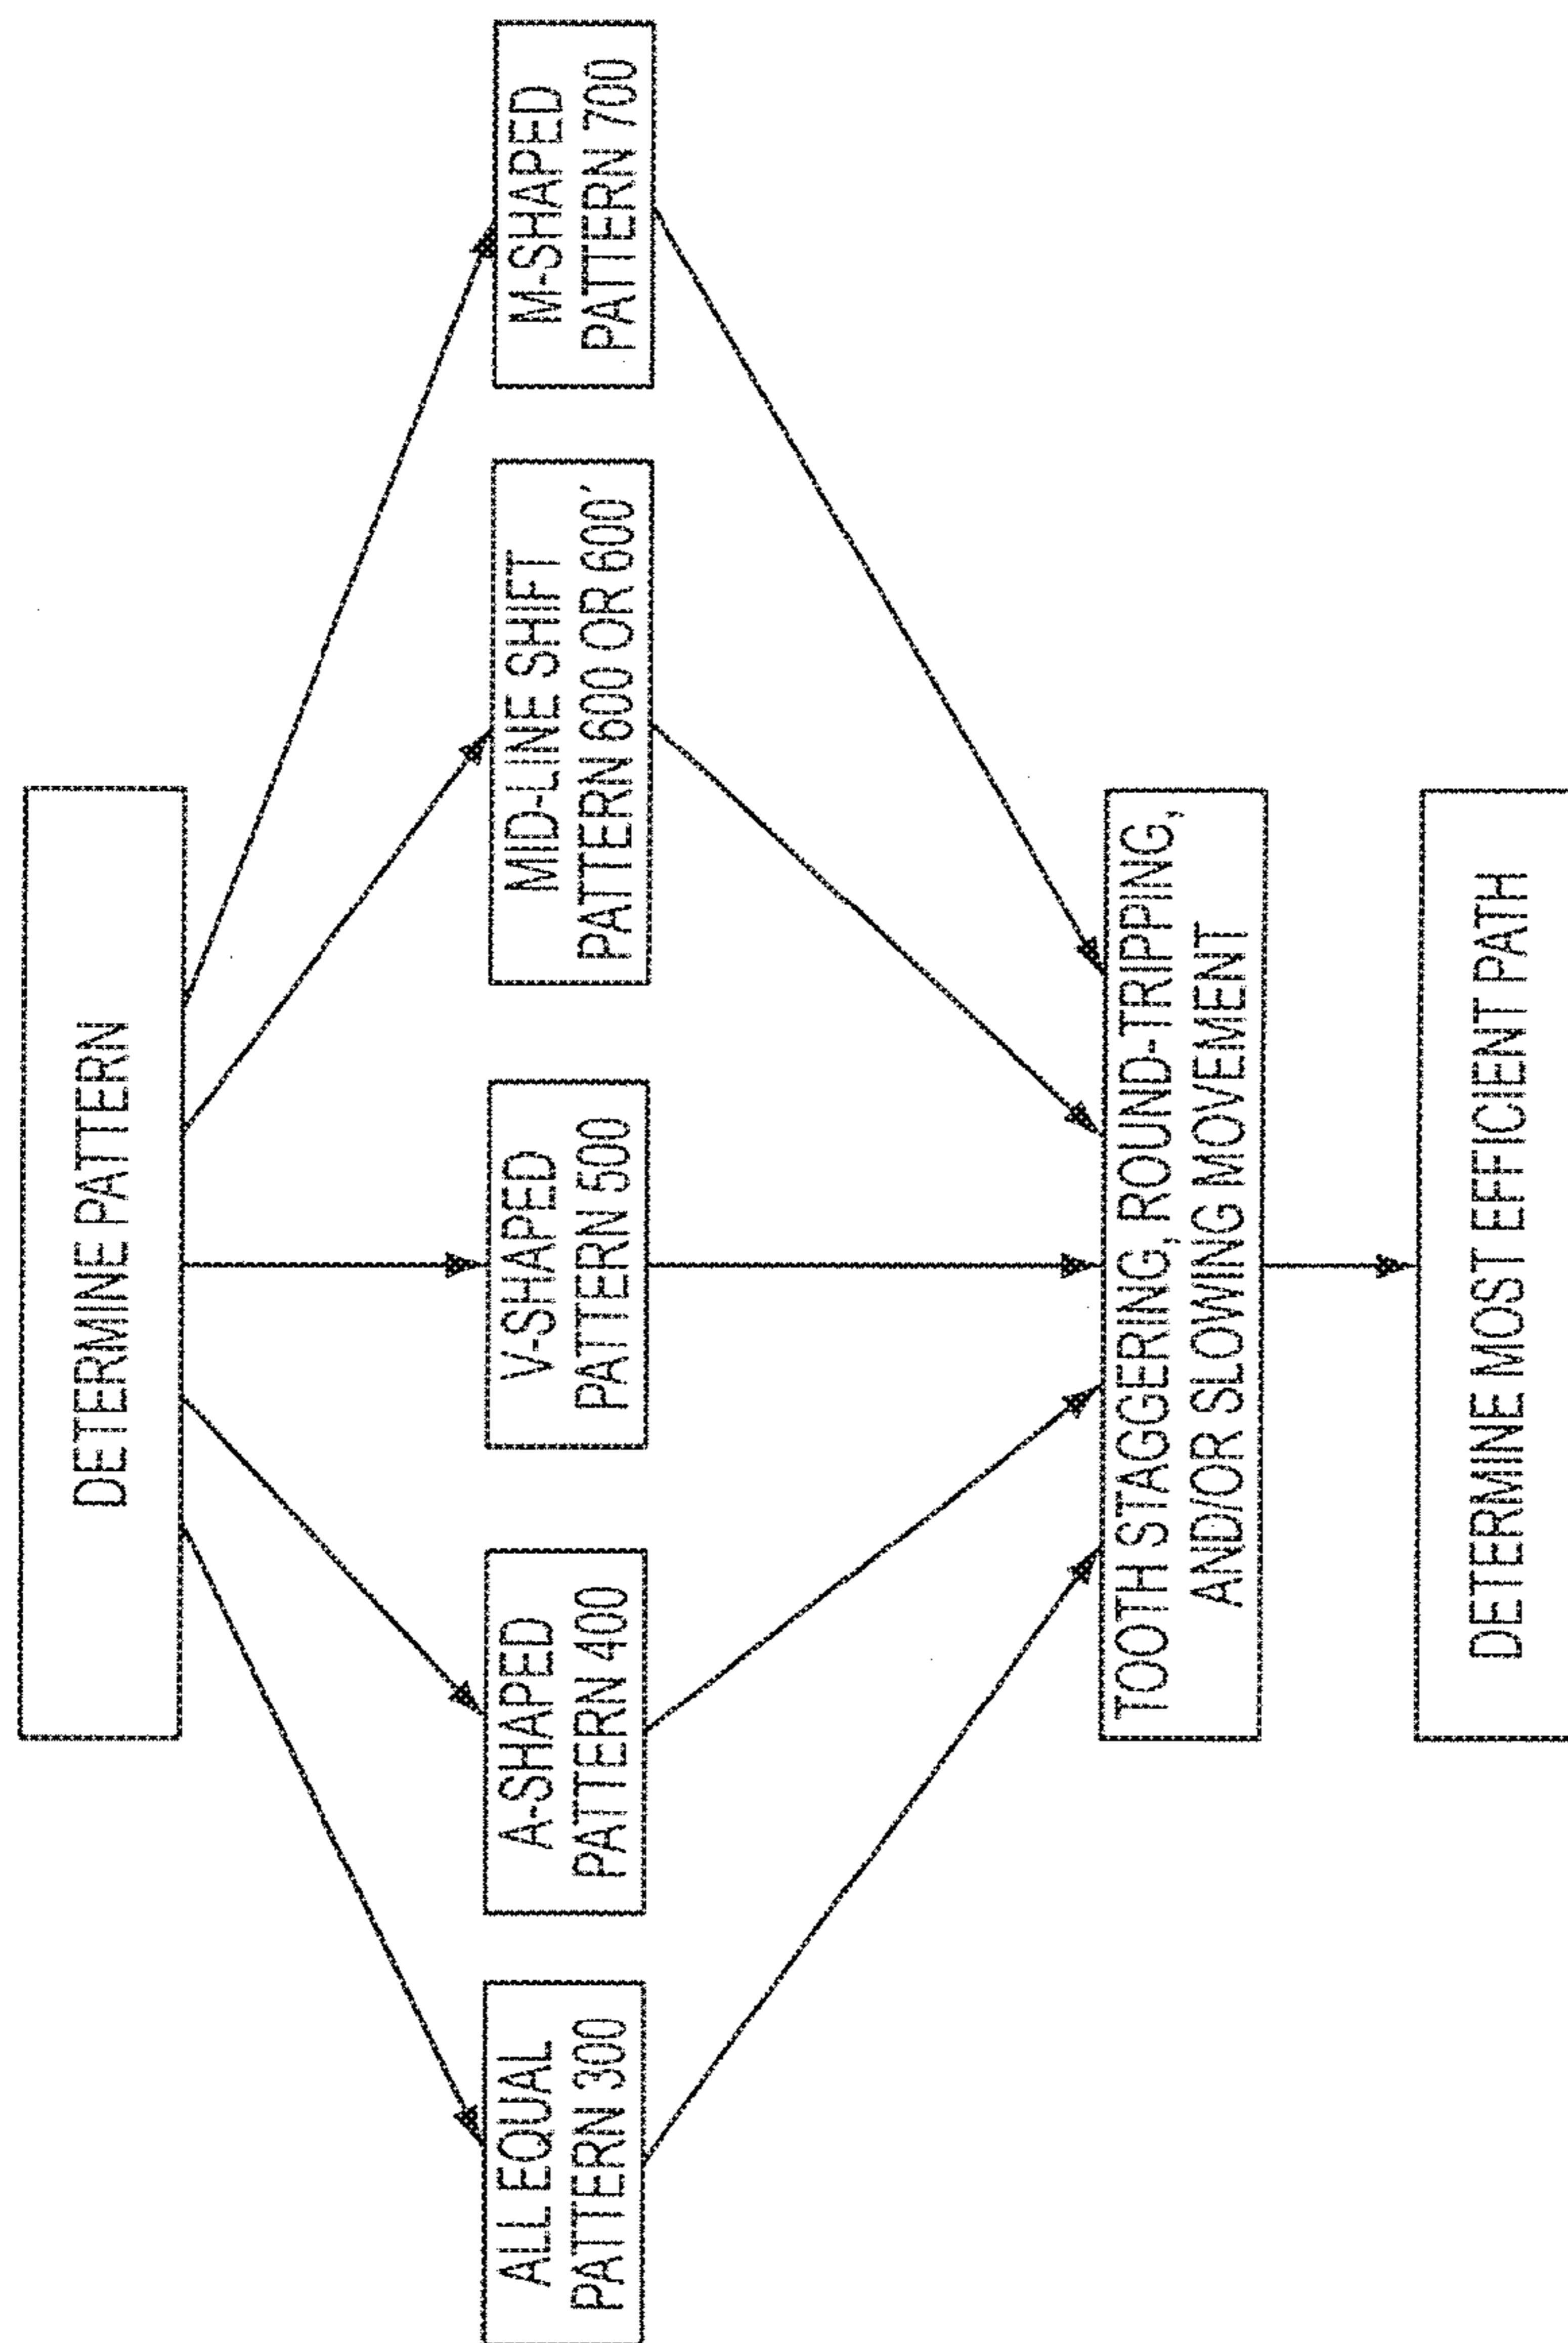 DETERMINE PATTERN
ALL EQUAL
PATTERN 300
A-SHAPED
PATTERN 400
V-SHAPED
PATTERN 500
MID-LINE SHIFT
PATTERN 600 OR 600'
M-SHAPED
PATTERN 700
TOOTH STAGGERING, ROUND-TRIPPING,
AND/OR SLOWING MOVEMENT
DETERMINE MOST EFFICIENT PATH